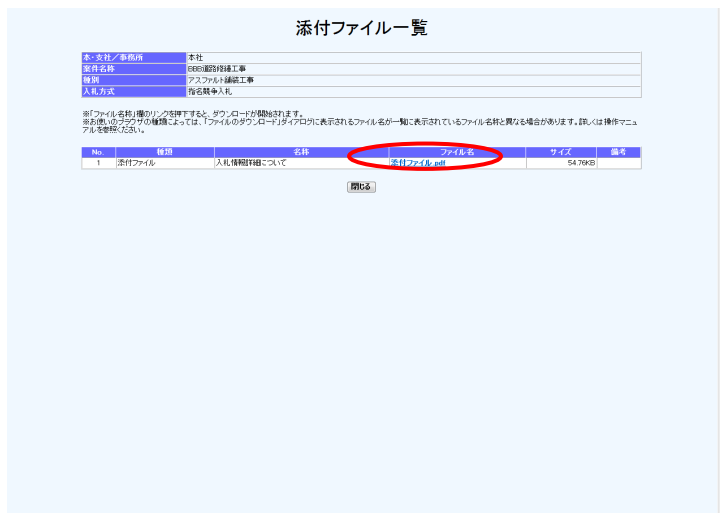 添付ファイル一覧
本・支社／事務所 本社
案件名称 BBB道路修繕工事
種別 アスファルト舗装工事
入札方式 指名競争入札
※「ファイル名称」欄のリンクを押下すると、ダウンロードが開始されます。
※お使いのブラウザの種類によっては、「ファイルのダウンロード」ダイアログに表示されるファイル名が一覧に表示されているファイル名称と異なる場合があります。詳しくは操作マニュ
アルを参照ください。
No. 種類 名称 ファイル名 サイズ 備考
1 添付ファイル 入札情報詳細について 添付ファイル.pdf 54.76KB
閉じる